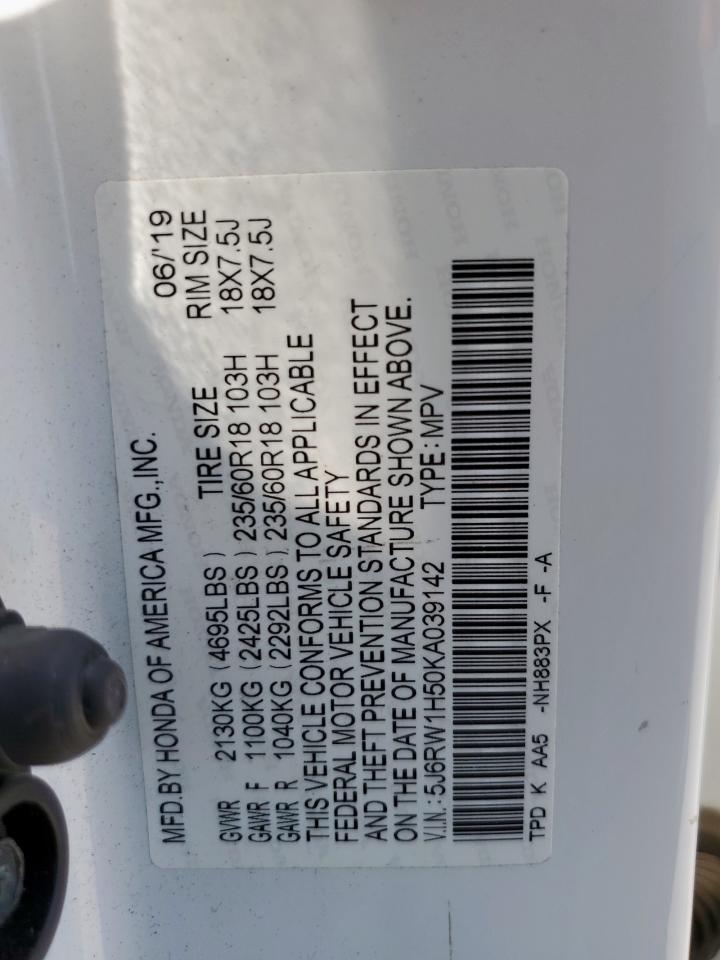 MFD.BY HONDA OF AMERICA MFG.,INC. 06/'19
TIRE SIZE RIM SIZE
GVWR 2130KG (4695LBS)
GAWR F 1100KG (2425LBS) 235/60R18 103H 18X7.5J
GAWR R 1040KG (2292LBS) 235/60R18 103H 18X7.5J
THIS VEHICLE CONFORMS TO ALL APPLICABLE
FEDERAL MOTOR VEHICLE SAFETY
AND THEFT PREVENTION STANDARDS IN EFFECT
ON THE DATE OF MANUFACTURE SHOWN ABOVE.
V.I.N.:5J6RW1H50KA039142 TYPE:MPV
TPD K AA5 -NH883PX -F -A